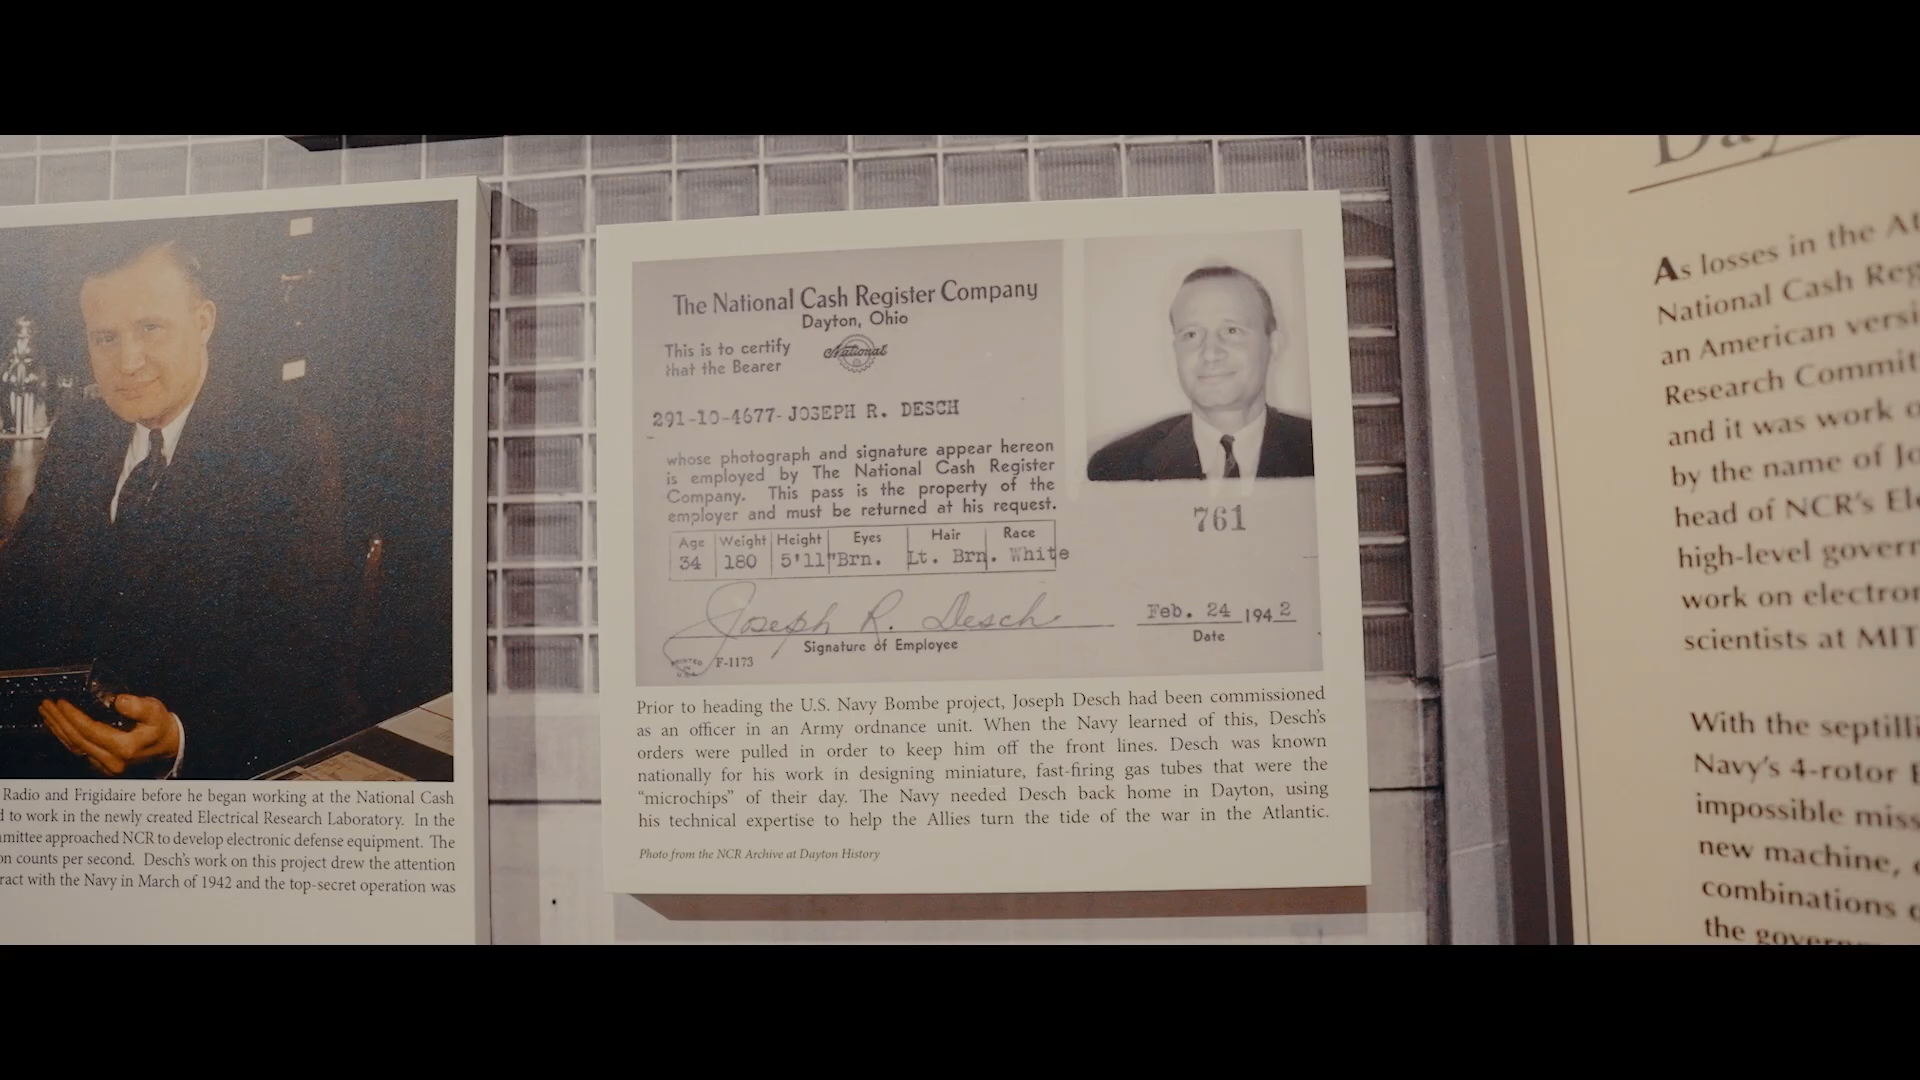 Radio and Frigidaire before he began working at the National Cash
to work in the newly created Electrical Research Laboratory. In the
approached NCR to develop electronic defense equipment. The
counts per second. Desch's work on this project drew the attention
with the Navy in March of 1942 and the top-secret operation was
The National Cash Register Company
Dayton, Ohio
This is to certify
that the Bearer
National
291-10-4677- JOSEPH R. DESCH
whose photograph and signature appear hereon
is employed by The National Cash Register
Company. This pass is the property of the
employer and must be returned at his request.
Age Weight Height Eyes Hair Race
34 180 5'11" Brn. Lt. Brn. White
Joseph R. Desch
Signature of Employee
PRINTED IN U.S.A.
F-1173
761
Feb. 24 1942
Date
Prior to heading the U.S. Navy Bombe project, Joseph Desch had been commissioned
as an officer in an Army ordnance unit. When the Navy learned of this, Desch's
orders were pulled in order to keep him off the front lines. Desch was known
nationally for his work in designing miniature, fast-firing gas tubes that were the
"microchips" of their day. The Navy needed Desch back home in Dayton, using
his technical expertise to help the Allies turn the tide of the war in the Atlantic.
Photo from the NCR Archive at Dayton History
As losses in the
National Cash
an American
Research
and it was work
by the name of
head of NCR's
high-level
work on
scientists at MIT
With the
Navy's 4-rotor
impossible
new machine,
combinations
the